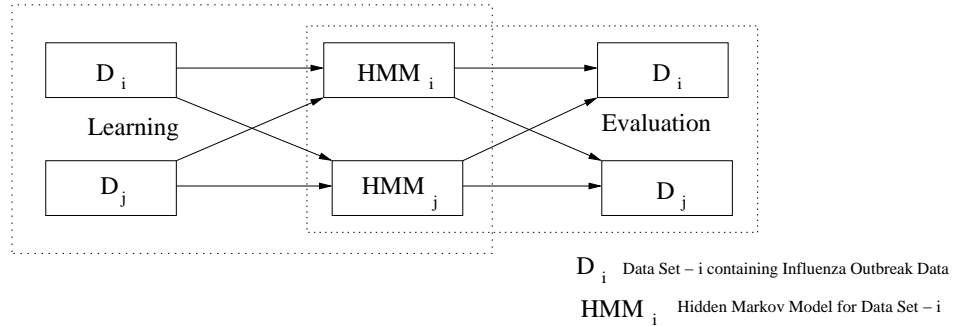 D i
HMM i
D i
Learning
Evaluation
D j
HMM j
D j
D i Data Set – i containing Influenza Outbreak Data
HMM i Hidden Markov Model for Data Set – i